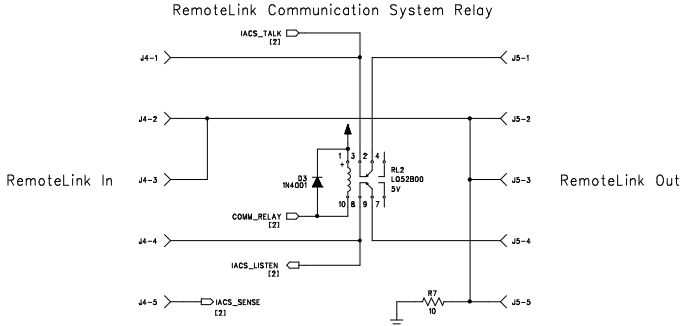 RemoteLink Communication System Relay
IACS_TALK
[2]
J4-1
J5-1
J4-2
J5-2
1 3 2 4
+
RemoteLink In
J4-3
D3
1N4001
RL2
L052B00
5V
J5-3
RemoteLink Out
10 8 9 7
COMM_RELAY
[2]
J4-4
J5-4
IACS_LISTEN
[2]
J4-5
IACS_SENSE
[2]
R7
10
J5-5